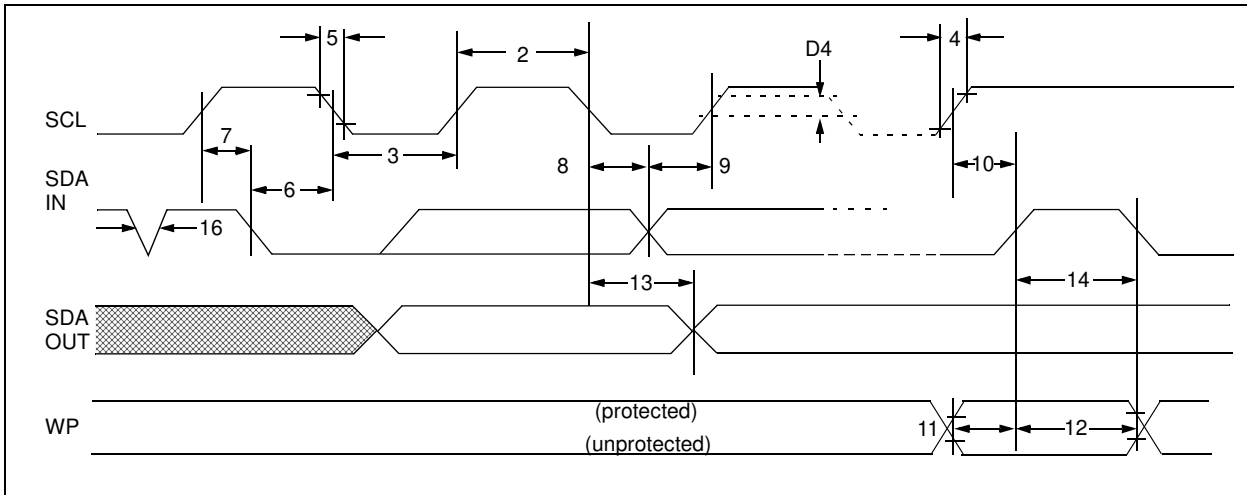 5
2
D4
4
SCL
7
3
8
9
10
SDA
IN
6
16
13
14
SDA
OUT
WP
(protected)
(unprotected)
11
12